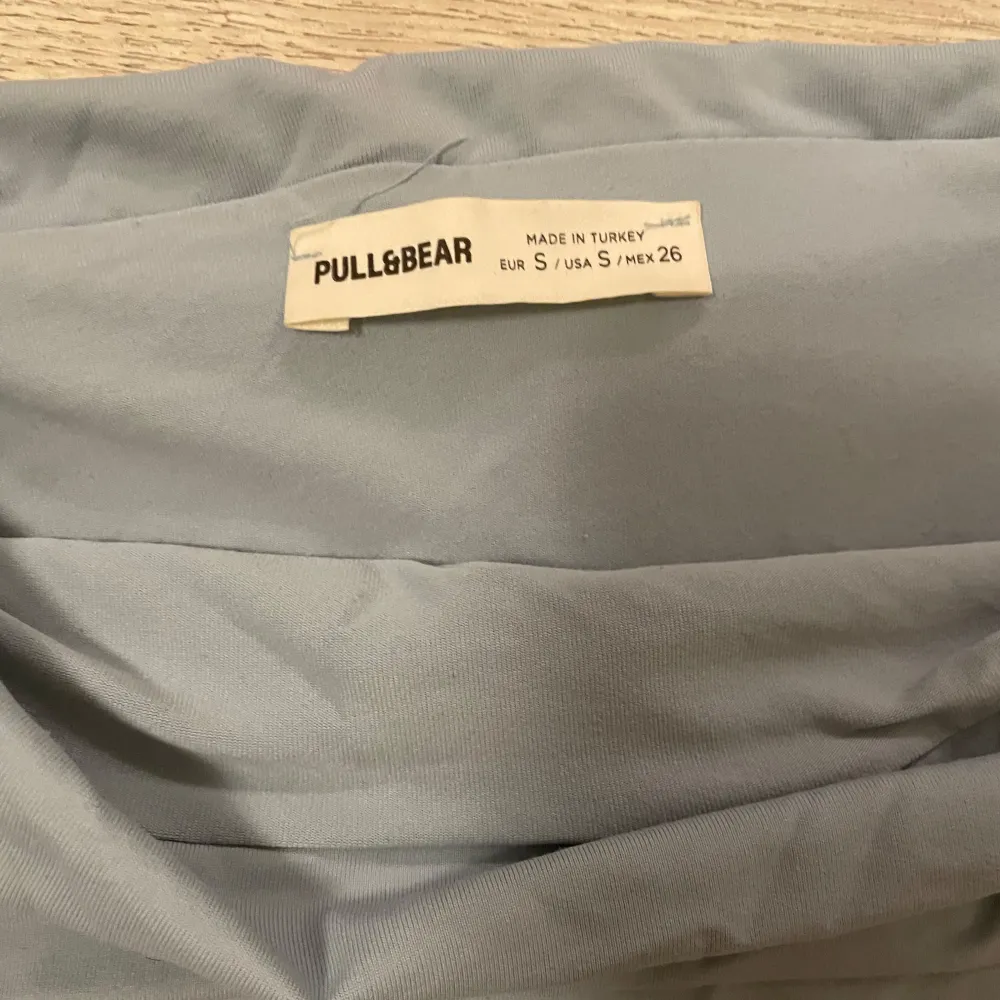 PULL&BEAR
MADE IN TURKEY
EUR S / USA S / MEX 26